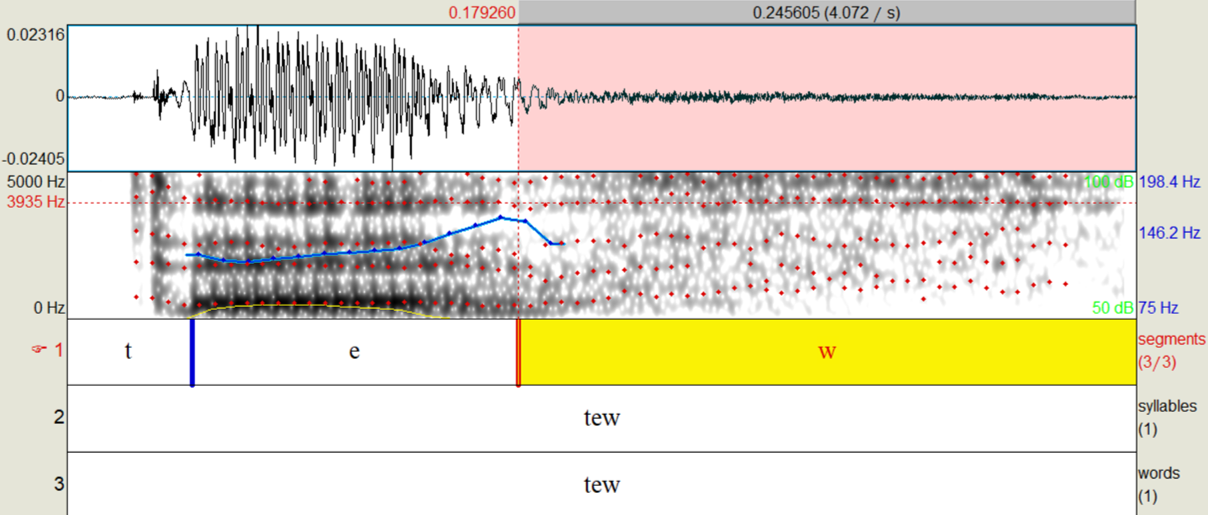 0.179260 0.245605 (4.072 / s)
0.02316
0
-0.02405
5000 Hz 100 dB 198.4 Hz
3935 Hz
146.2 Hz
0 Hz 50 dB 75 Hz
☞ 1 t e w segments
(3/3)
2 tew syllables
(1)
3 tew words
(1)